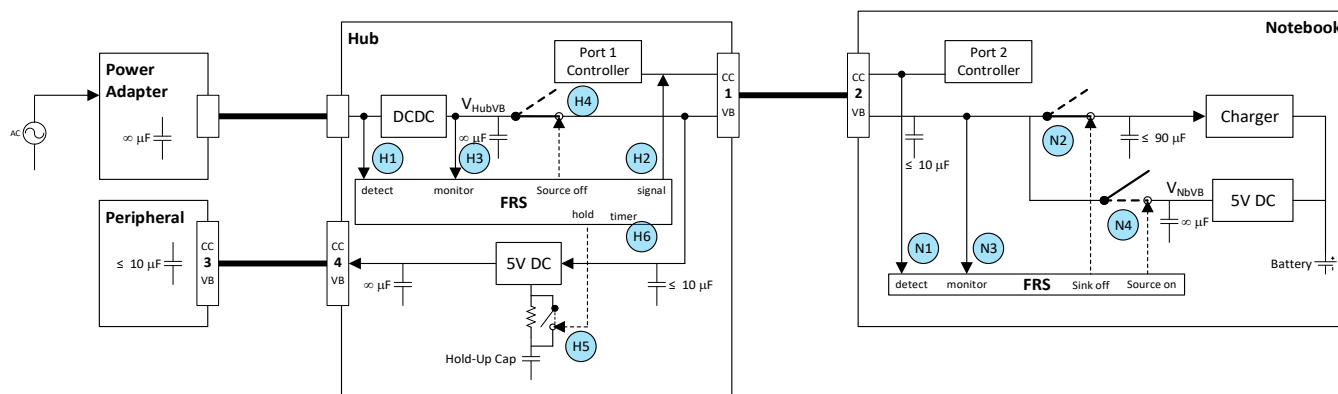 Hub
Notebook
Power
Adapter
∞ µF
AC
Port 1
Controller
CC
1
VB
DCDC
V HubVB
∞ µF
H4
H1
H3
H2
detect
monitor
Source off
signal
FRS
hold
timer
H6
Peripheral
≤ 10 µF
CC
3
VB
CC
4
VB
∞ µF
5V DC
≤ 10 µF
H5
Hold-Up Cap
CC
2
VB
Port 2
Controller
≤ 10 µF
N2
≤ 90 µF
Charger
V NbVB
N4
∞ µF
5V DC
N1
N3
detect
monitor
Sink off
Source on
FRS
Battery
+